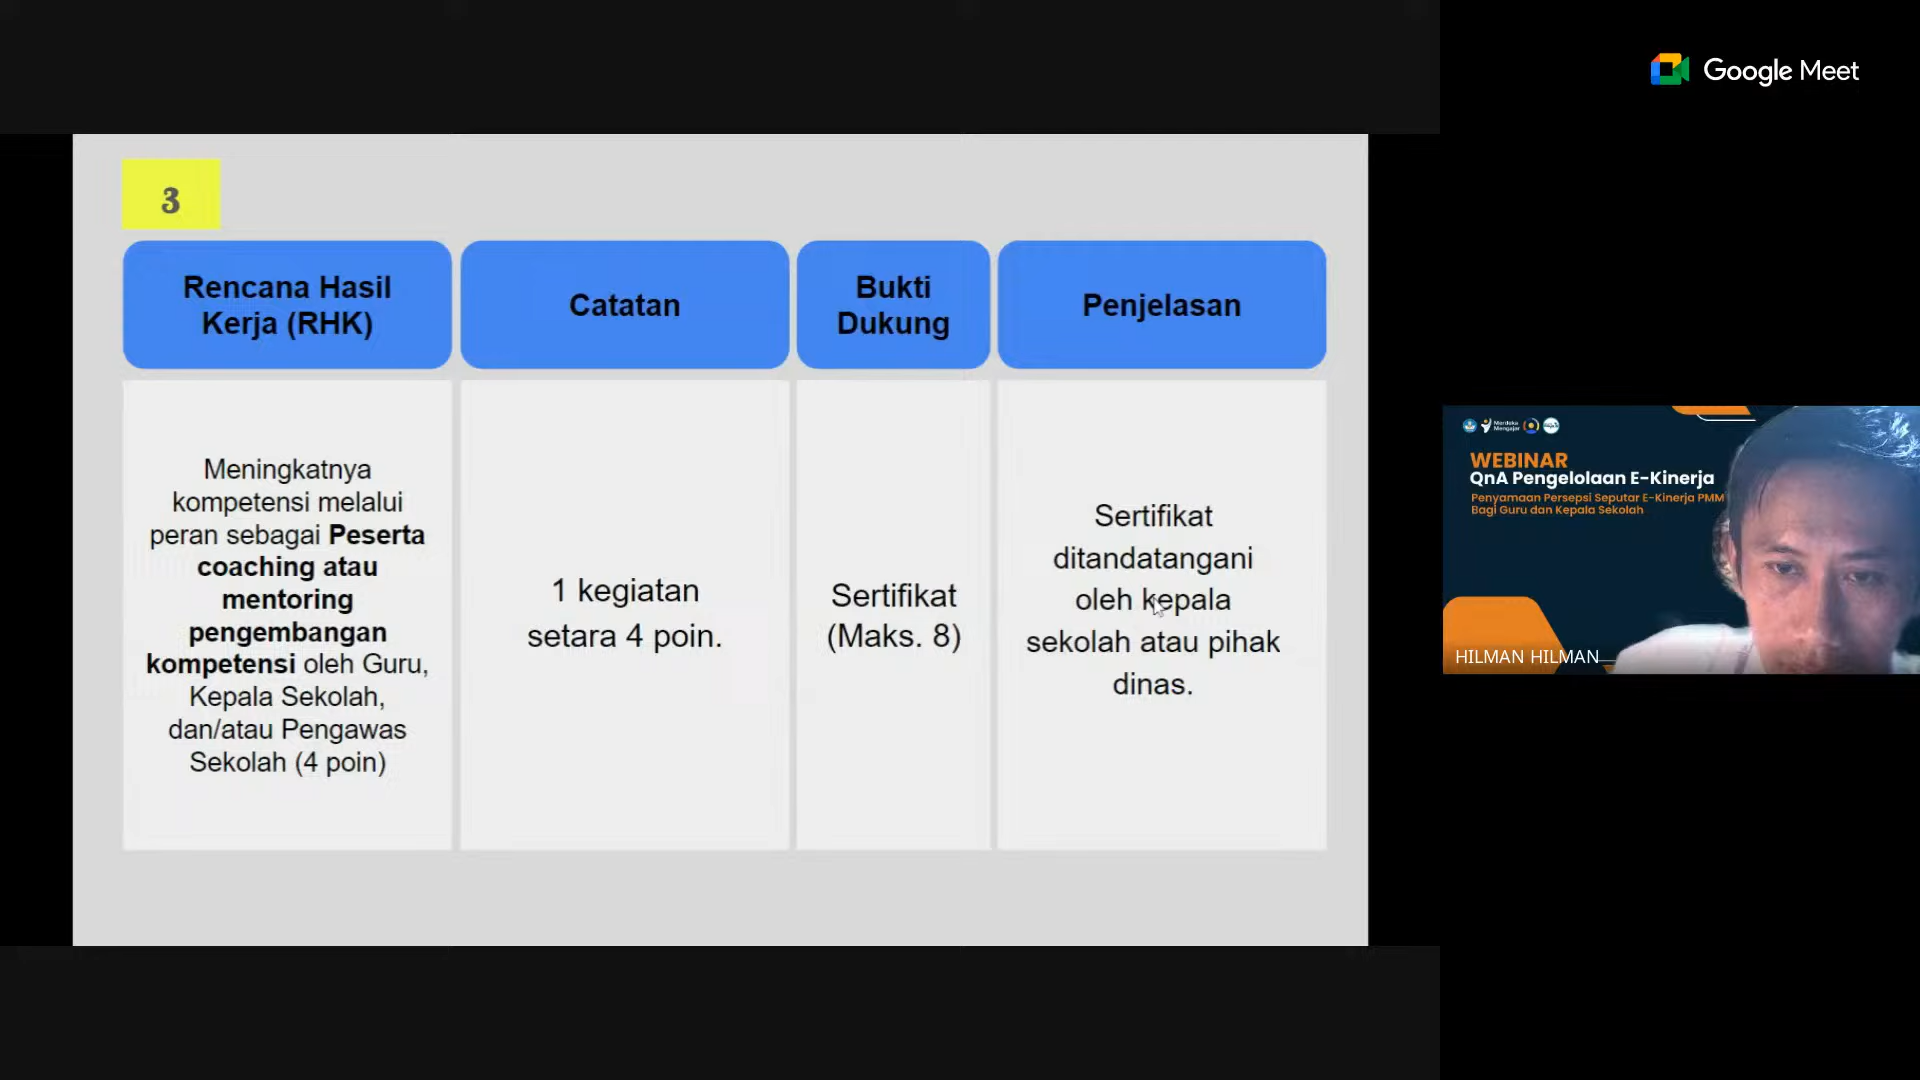 Google Meet
3
Rencana Hasil
Kerja (RHK)
Catatan
Bukti
Dukung
Penjelasan
Meningkatnya
kompetensi melalui
peran sebagai Peserta
coaching atau
mentoring
pengembangan
kompetensi oleh Guru,
Kepala Sekolah,
dan/atau Pengawas
Sekolah (4 poin)
1 kegiatan
setara 4 poin.
Sertifikat
(Maks. 8)
Sertifikat
ditandatangani
oleh kepala
sekolah atau pihak
dinas.
Merdeka
Mengajar
WEBINAR
QnA Pengelolaan E-Kinerja
Penyamaan Persepsi Seputar E-Kinerja PMM
Bagi Guru dan Kepala Sekolah
HILMAN HILMAN